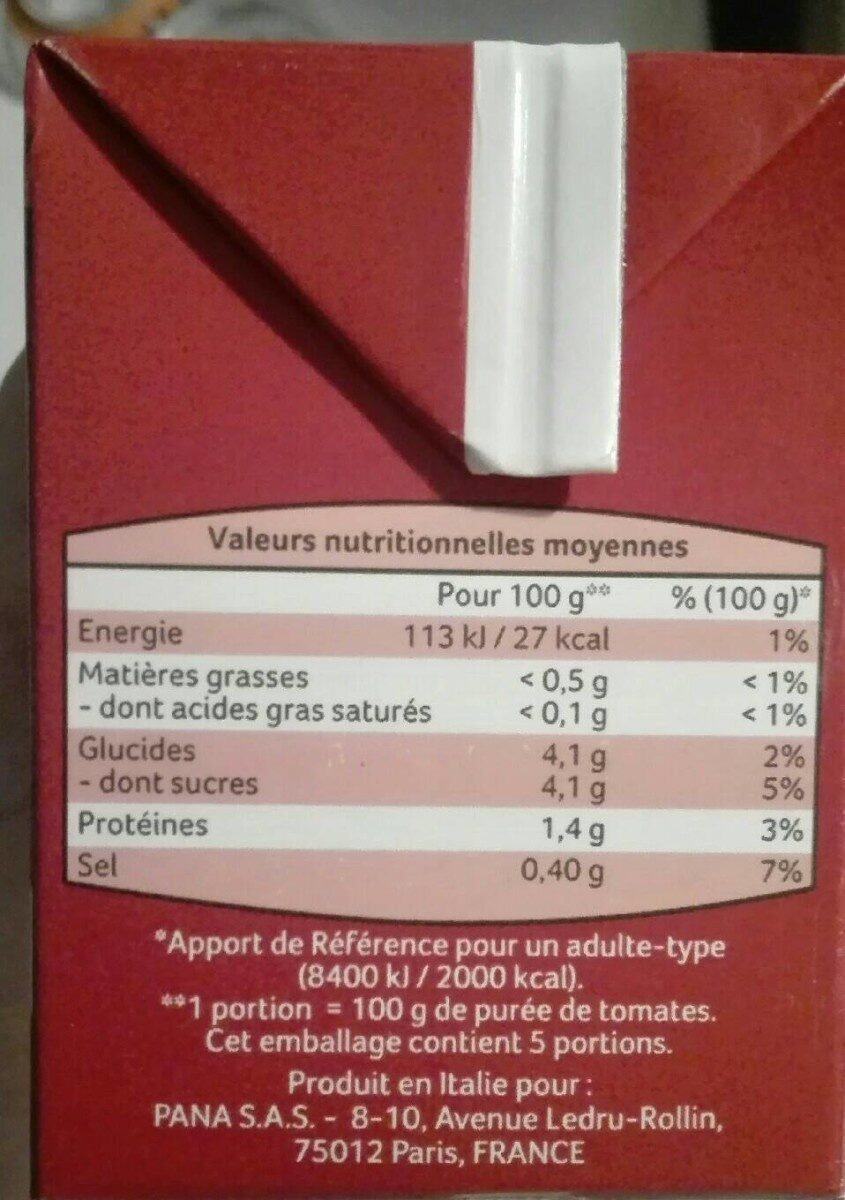 Valeurs nutritionnelles moyennes
Pour 100 g** % (100 g)*
Energie 113 kJ / 27 kcal 1%
Matières grasses < 0,5 g < 1%
- dont acides gras saturés < 0,1 g < 1%
Glucides 4,1 g 2%
- dont sucres 4,1 g 5%
Protéines 1,4 g 3%
Sel 0,40 g 7%
*Apport de Référence pour un adulte-type
(8400 kJ / 2000 kcal).
**1 portion = 100 g de purée de tomates.
Cet emballage contient 5 portions.
Produit en Italie pour :
PANA S.A.S. - 8-10, Avenue Ledru-Rollin,
75012 Paris, FRANCE